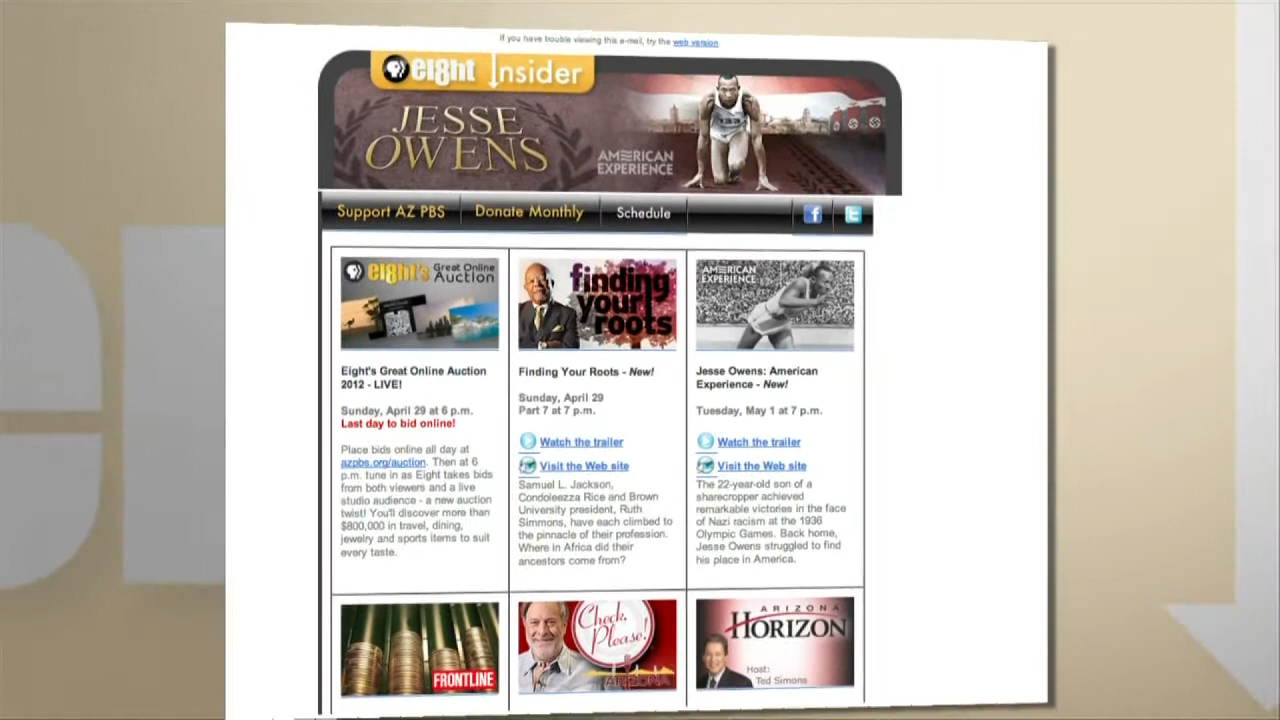 If you have trouble viewing this e-mail, try the web version
eight Insider
JESSE
OWENS
AMERICAN
EXPERIENCE
133
Support AZ PBS
Donate Monthly
Schedule
f
t
eight's Great Online
Auction
finding
your
roots
AMERICAN
EXPERIENCE
Eight's Great Online Auction
2012 - LIVE!
Sunday, April 29 at 6 p.m.
Last day to bid online!
Place bids online all day at
azpbs.org/auction. Then at 6
p.m. tune in as Eight takes bids
from both viewers and a live
studio audience - a new auction
twist! You'll discover more than
$800,000 in travel, dining,
jewelry and sports items to suit
every taste.
Finding Your Roots - New!
Sunday, April 29
Part 7 at 7 p.m.
Watch the trailer
Visit the Web site
Samuel L. Jackson,
Condoleezza Rice and Brown
University president, Ruth
Simmons, have each climbed to
the pinnacle of their profession.
Where in Africa did their
ancestors come from?
Jesse Owens: American
Experience - New!
Tuesday, May 1 at 7 p.m.
Watch the trailer
Visit the Web site
The 22-year-old son of a
sharecropper achieved
remarkable victories in the face
of Nazi racism at the 1936
Olympic Games. Back home,
Jesse Owens struggled to find
his place in America.
FRONTLINE
Check,
Please!
ARIZONA
ARIZONA
HORIZON
Host:
Ted Simons